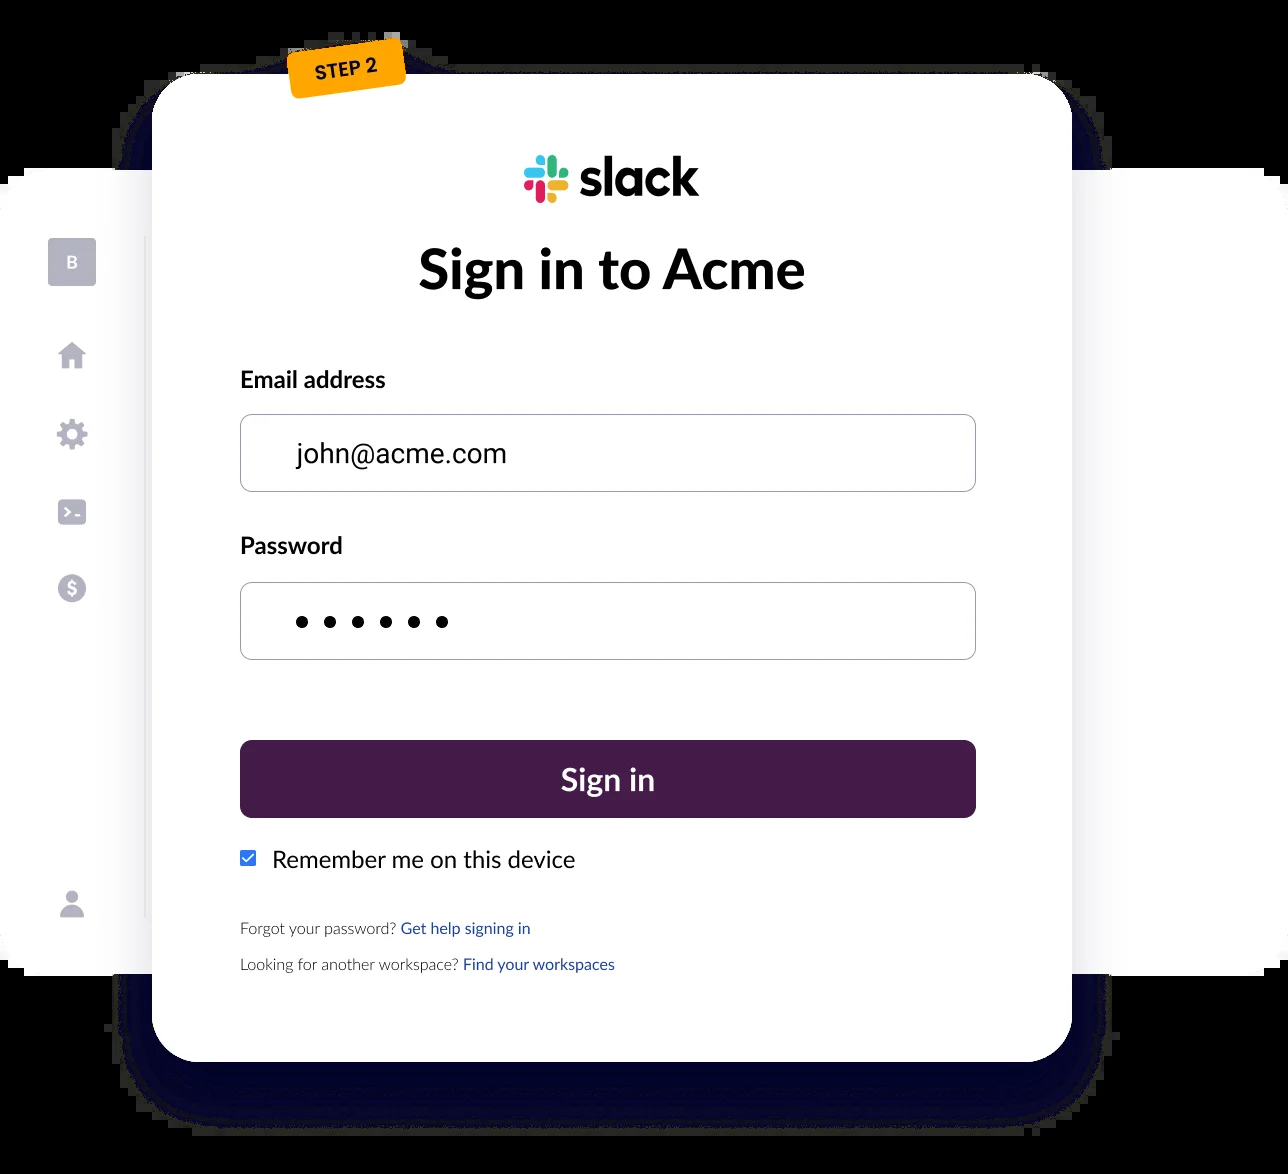 STEP 2
slack
Sign in to Acme
B
Email address
john@acme.com
Password
Sign in
Remember me on this device
Forgot your password? Get help signing in
Looking for another workspace? Find your workspaces